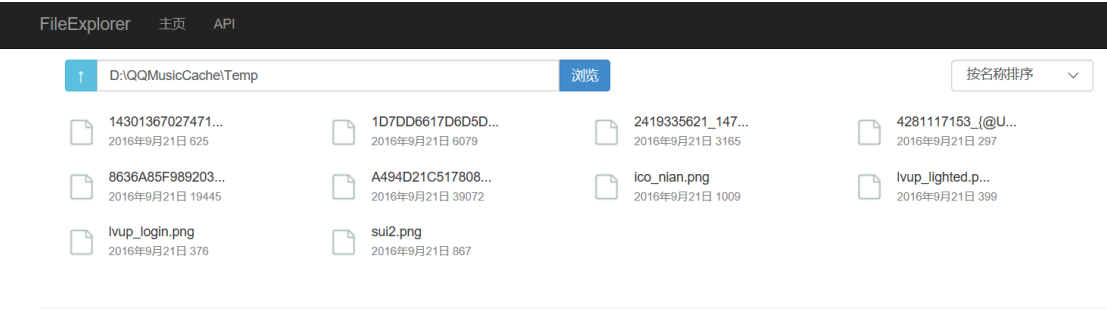 FileExplorer 主页 API
↑ D:\QQMusicCache\Temp 浏览 按名称排序
14301367027471... 1D7DD6617D6D5D... 2419335621_147... 4281117153_{@U...
2016年9月21日 625 2016年9月21日 6079 2016年9月21日 3165 2016年9月21日 297
8636A85F989203... A494D21C517808... ico_nian.png lvup_lighted.p...
2016年9月21日 19445 2016年9月21日 39072 2016年9月21日 1009 2016年9月21日 399
lvup_login.png sui2.png
2016年9月21日 376 2016年9月21日 867